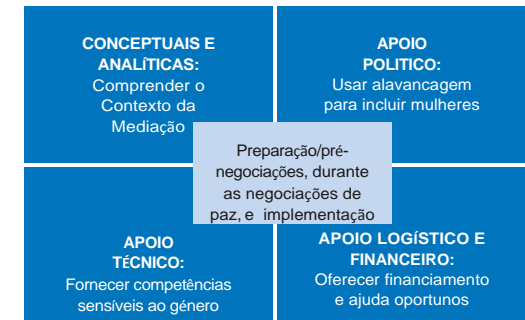 CONCEPTUAIS E
ANALÍTICAS:
Comprender o
Contexto da
Mediação
APOIO
POLITICO:
Usar alavancagem
para incluir mulheres
Preparação/pré-
negociações, durante
as negociações de
paz, e implementação
APOIO
TÉCNICO:
Fornecer competências
sensíveis ao género
APOIO LOGÍSTICO E
FINANCEIRO:
Oferecer financiamento
e ajuda oportunos